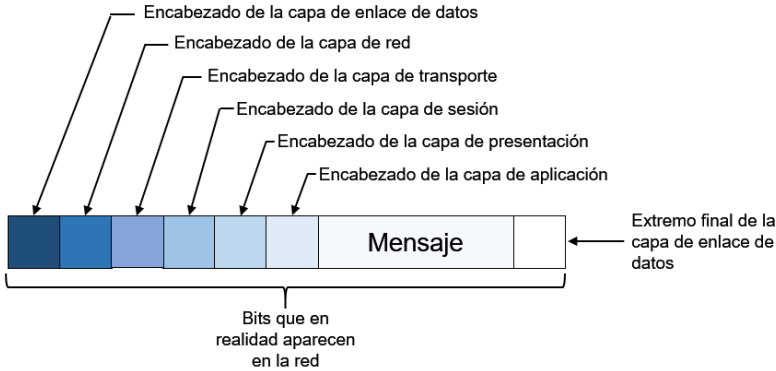 Encabezado de la capa de enlace de datos
Encabezado de la capa de red
Encabezado de la capa de transporte
Encabezado de la capa de sesión
Encabezado de la capa de presentación
Encabezado de la capa de aplicación
Mensaje
Extremo final de la
capa de enlace de
datos
Bits que en
realidad aparecen
en la red